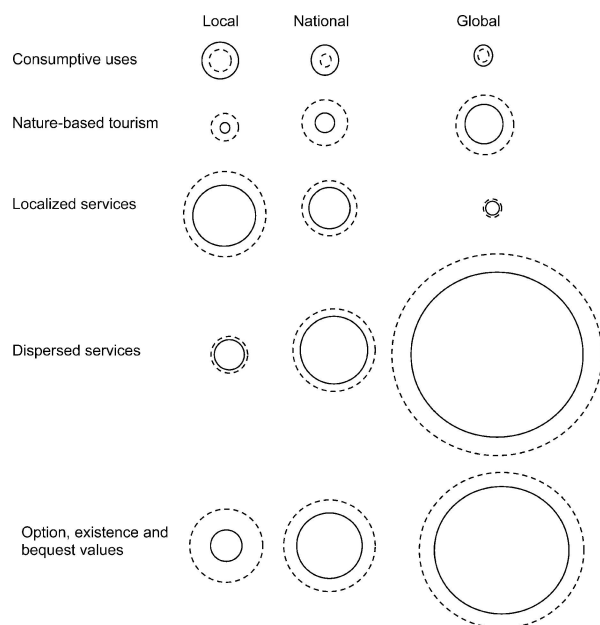 Local National Global
Consumptive uses
Nature-based tourism
Localized services
Dispersed services
Option, existence and
bequest values